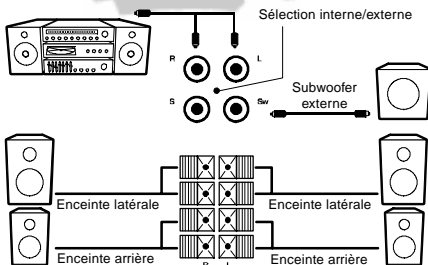 Sélection interne/externe
R L
S Sw
Subwoofer
externe
Enceinte latérale Enceinte latérale
Enceinte arrière Enceinte arrière
R L